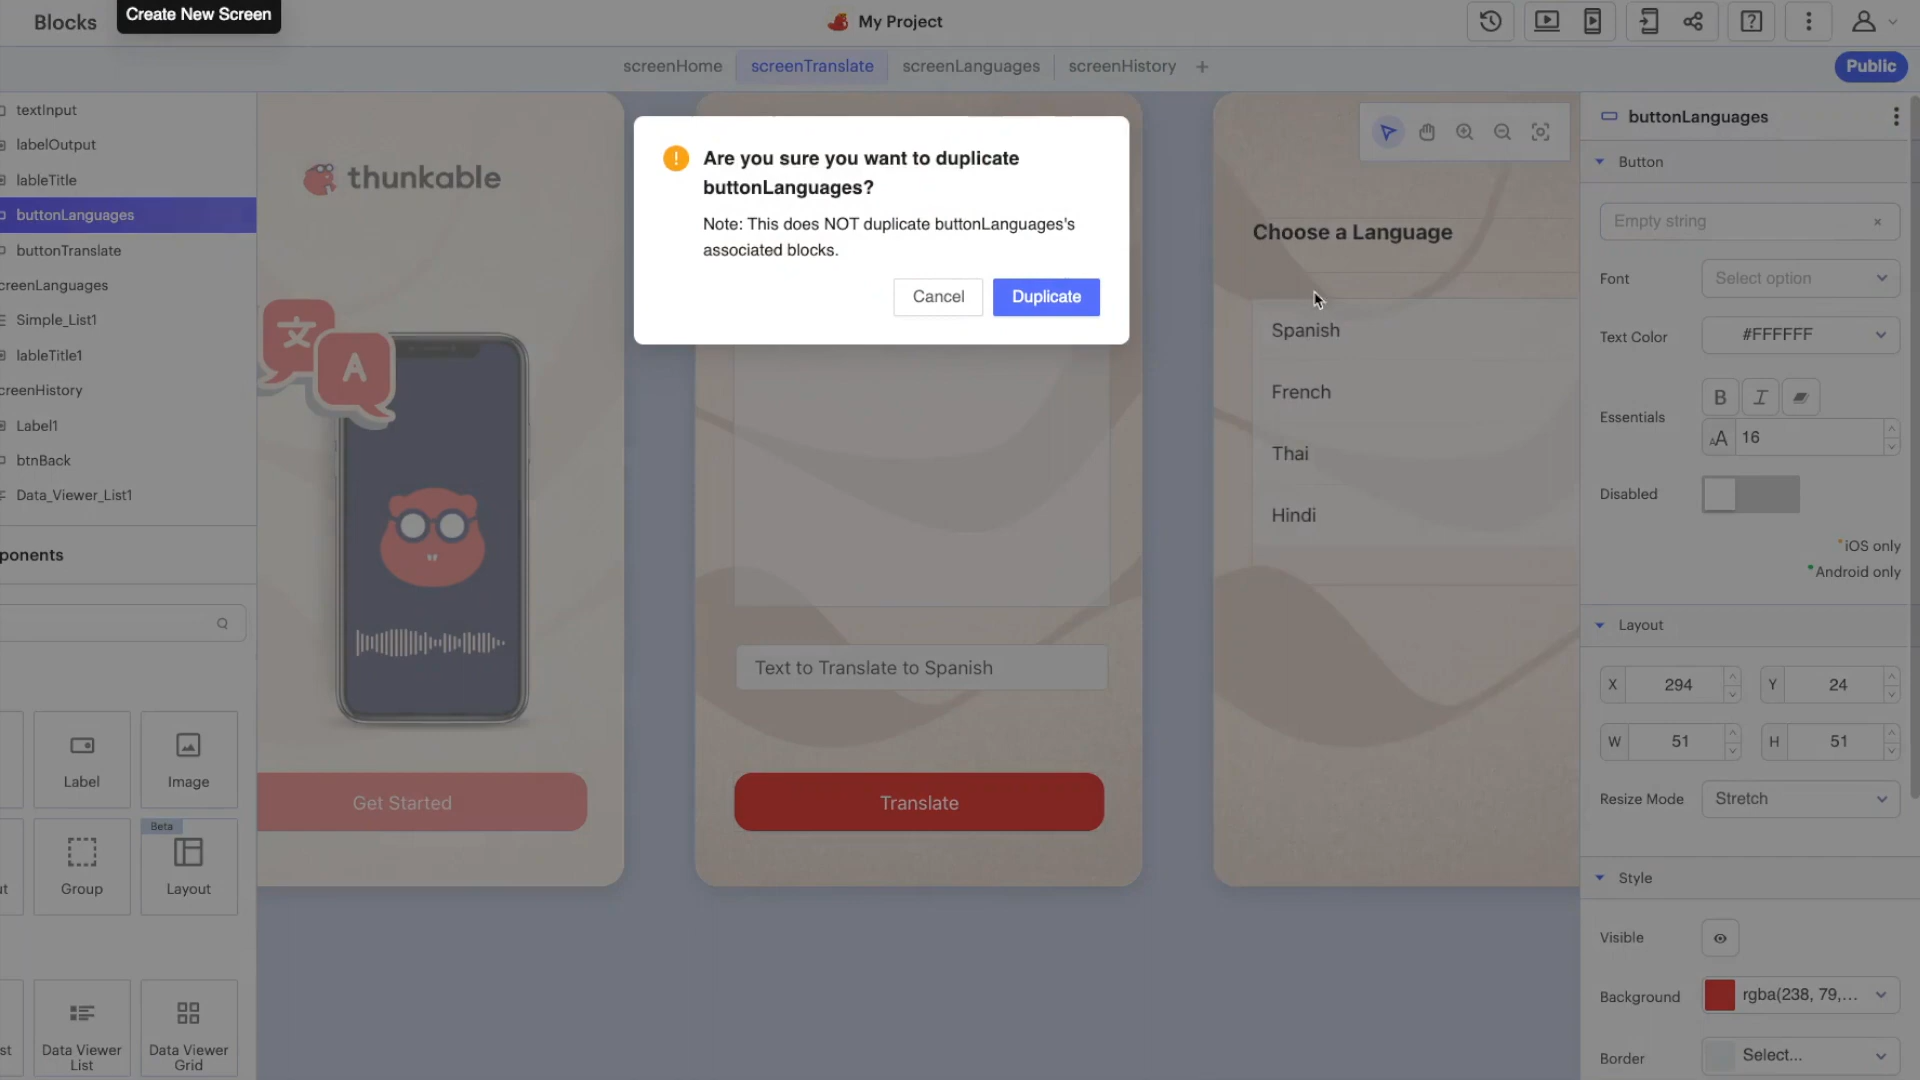 Blocks
Create New Screen
My Project
screenHome
screenTranslate
screenLanguages
screenHistory
Public
textInput
labelOutput
lableTitle
buttonLanguages
buttonTranslate
creenLanguages
Simple_List1
lableTitle1
creenHistory
Label1
btnBack
Data_Viewer_List1
ponents
Label
Image
ut
Group
Beta
Layout
st
Data Viewer
List
Data Viewer
Grid
thunkable
文
A
Get Started
Are you sure you want to duplicate
buttonLanguages?
Note: This does NOT duplicate buttonLanguages's
associated blocks.
Cancel
Duplicate
Text to Translate to Spanish
Translate
Choose a Language
Spanish
French
Thai
Hindi
buttonLanguages
Button
Empty string
Font
Select option
Text Color
#FFFFFF
Essentials
B I
AA 16
Disabled
*iOS only
*Android only
Layout
X 294
Y 24
W 51
H 51
Resize Mode
Stretch
Style
Visible
Background
rgba(238, 79,...
Border
Select...